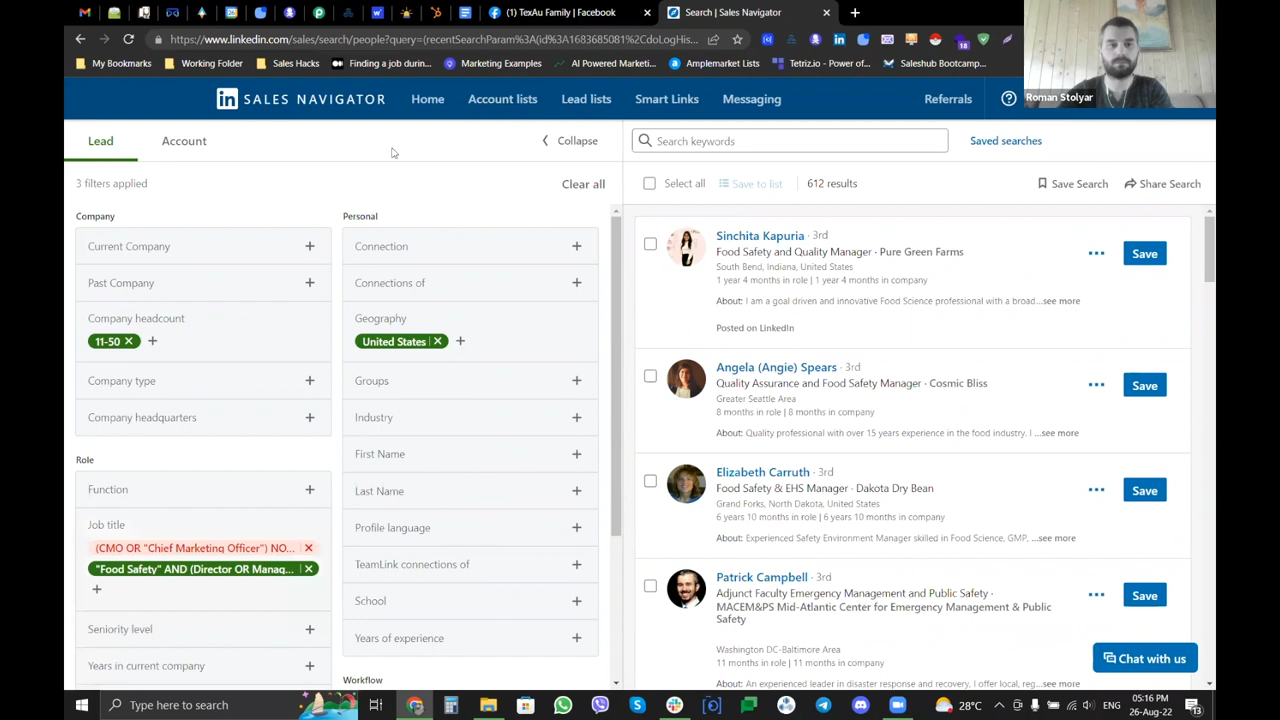 (1) TexAu Family | Facebook
Search | Sales Navigator
https://www.linkedin.com/sales/search/people?query=(recentSearchParam%3A(id%3A1683685081%2CdoLogHis...
My Bookmarks
Working Folder
Sales Hacks
Finding a job durin...
Marketing Examples
AI Powered Marketi...
Amplemarket Lists
Tetriz.io - Power of...
Saleshub Bootcamp...
18
Roman Stolyar
in SALES NAVIGATOR
Home
Account lists
Lead lists
Smart Links
Messaging
Referrals
Lead
Account
Collapse
Search keywords
Saved searches
3 filters applied
Clear all
Select all
Save to list
612 results
Save Search
Share Search
Company
Current Company
Past Company
Company headcount
11-50
Company type
Company headquarters
Role
Function
Job title
(CMO OR "Chief Marketing Officer") NO...
"Food Safety" AND (Director OR Manag...
Seniority level
Years in current company
Personal
Connection
Connections of
Geography
United States
Groups
Industry
First Name
Last Name
Profile language
TeamLink connections of
School
Years of experience
Workflow
Sinchita Kapuria · 3rd
Food Safety and Quality Manager · Pure Green Farms
South Bend, Indiana, United States
1 year 4 months in role | 1 year 4 months in company
About: I am a goal driven and innovative Food Science professional with a broad...see more
Posted on LinkedIn
Save
Angela (Angie) Spears · 3rd
Quality Assurance and Food Safety Manager · Cosmic Bliss
Greater Seattle Area
8 months in role | 8 months in company
About: Quality professional with over 15 years experience in the food industry. I ...see more
Save
Elizabeth Carruth · 3rd
Food Safety & EHS Manager · Dakota Dry Bean
Grand Forks, North Dakota, United States
6 years 10 months in role | 6 years 10 months in company
About: Experienced Safety Environment Manager skilled in Food Science, GMP, ...see more
Save
Patrick Campbell · 3rd
Adjunct Faculty Emergency Management and Public Safety ·
MACEM&PS Mid-Atlantic Center for Emergency Management & Public
Safety
Washington DC-Baltimore Area
11 months in role | 11 months in company
About: An experienced leader in disaster response and recovery, I offer local, reg...see more
Save
Chat with us
Type here to search
28°C
ENG
05:16 PM
26-Aug-22
13